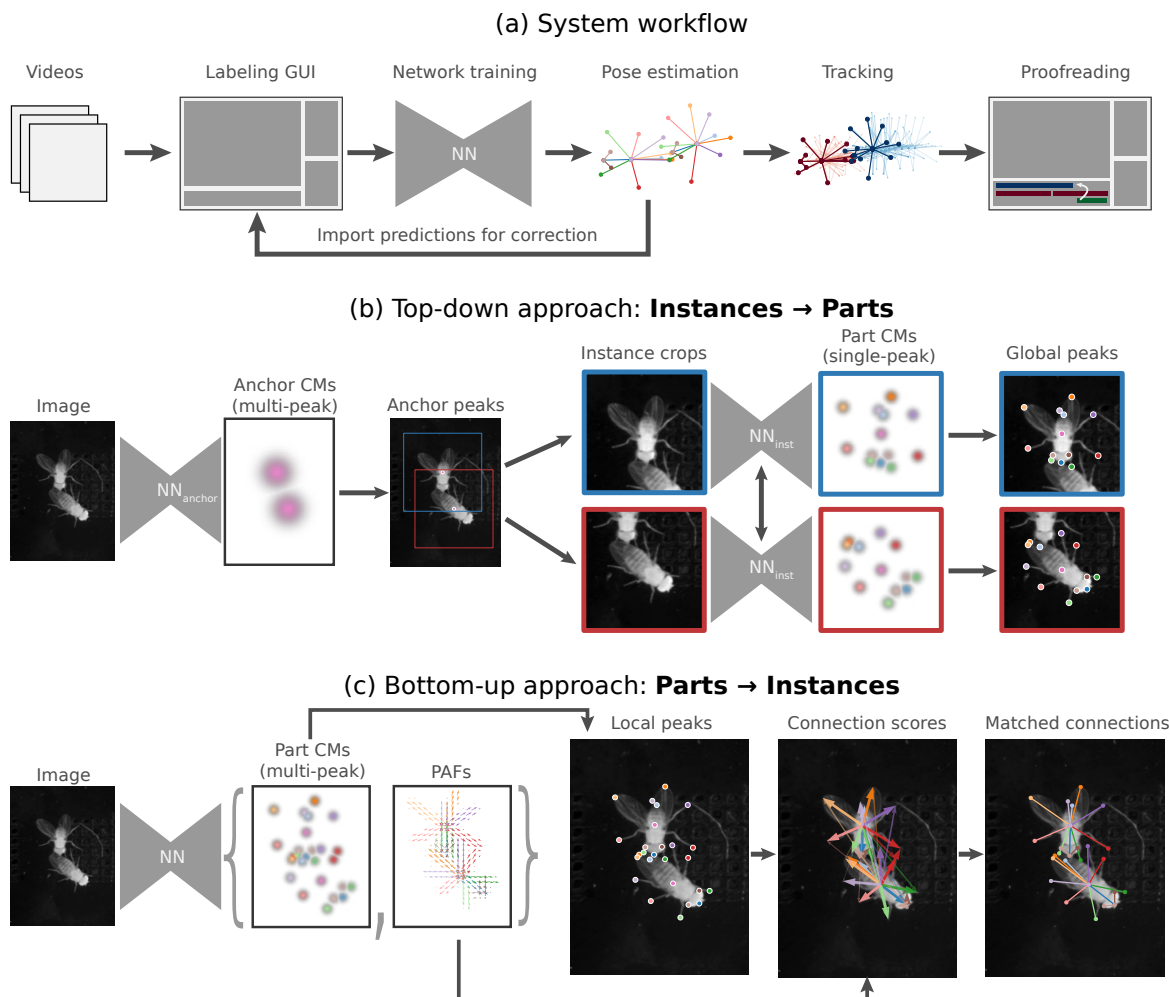 (a) System workflow
Videos
Labeling GUI
Network training
Pose estimation
Tracking
Proofreading
NN
Import predictions for correction
(b) Top-down approach: Instances → Parts
Image
Anchor CMs
(multi-peak)
Anchor peaks
Instance crops
Part CMs
(single-peak)
Global peaks
NNanchor
NNinst
NNinst
(c) Bottom-up approach: Parts → Instances
Image
Part CMs
(multi-peak)
PAFs
Local peaks
Connection scores
Matched connections
NN
{ , }